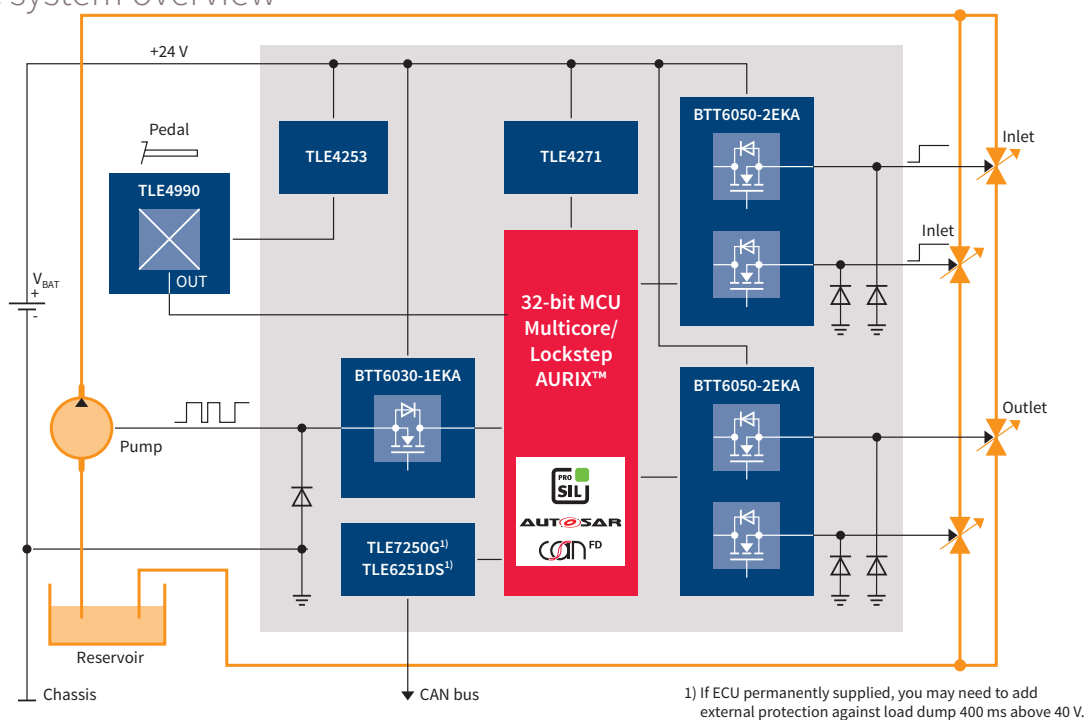 system overview
+24 V
Pedal
TLE4990
OUT
TLE4253
TLE4271
BTT6050-2EKA
Inlet
Inlet
V_BAT
+
-
32-bit MCU
Multicore/
Lockstep
AURIX™
BTT6030-1EKA
BTT6050-2EKA
Outlet
Pump
PRO
SIL
AUTOSAR
CAN FD
TLE7250G1)
TLE6251DS1)
Reservoir
Chassis
CAN bus
1) If ECU permanently supplied, you may need to add
external protection against load dump 400 ms above 40 V.